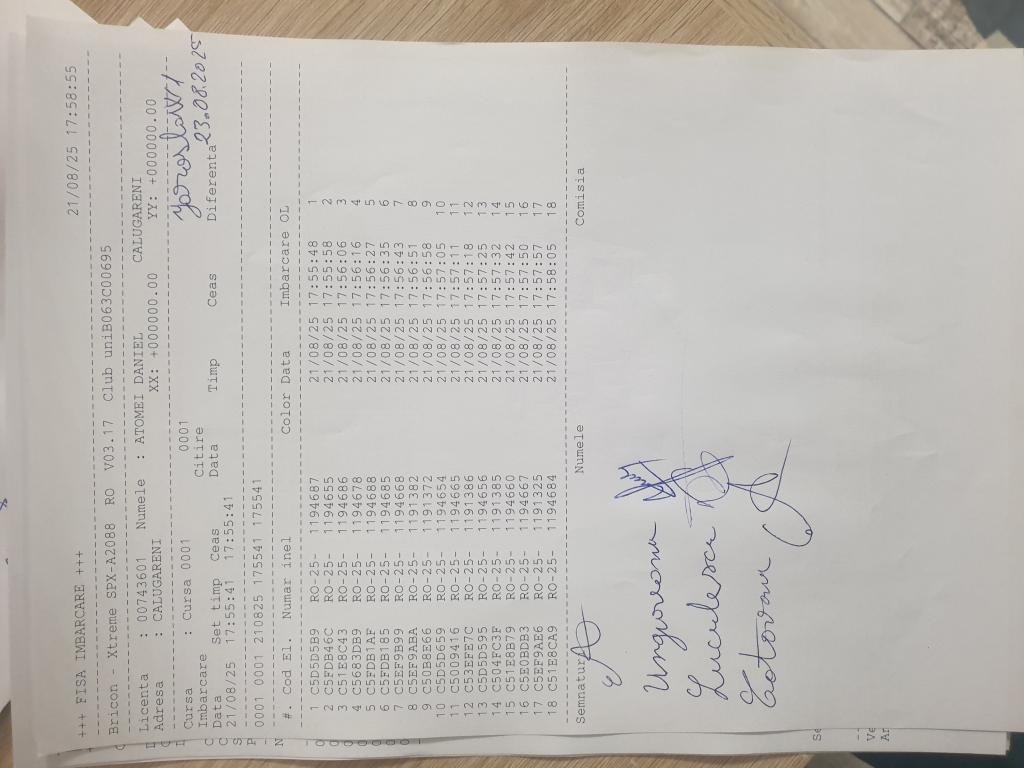 +++ FISA IMBARCARE +++ 21/08/25 17:58:55
Bricon - Xtreme SPX-A2088 RO V03.17 Club uniB063C00695
Licenta : 00743601 Numele : ATOMEI DANIEL CALUGARENI
Adresa : CALUGARENI XX: +000000.00 YY: +000000.00
Cursa : Cursa 0001 0001
Yaroslav1
23.08.2025
Imbarcare Citire
Data Set timp Ceas Data Timp Ceas Diferenta
21/08/25 17:55:41 17:55:41
0001 0001 210825 175541 175541
#. Cod El. Numar inel Color Data Imbarcare OL
1 C5D5D5B9 RO-25- 1194687 21/08/25 17:55:48 1
2 C5FDB46C RO-25- 1194655 21/08/25 17:55:58 2
3 C51E8C43 RO-25- 1194686 21/08/25 17:56:06 3
4 C5683DB9 RO-25- 1194678 21/08/25 17:56:16 4
5 C5FDB1AF RO-25- 1194688 21/08/25 17:56:27 5
6 C5FDB185 RO-25- 1194685 21/08/25 17:56:35 6
7 C5EF9B99 RO-25- 1194668 21/08/25 17:56:43 7
8 C5EF9ABA RO-25- 1191382 21/08/25 17:56:51 8
9 C50B8E66 RO-25- 1191372 21/08/25 17:56:58 9
10 C5D5D659 RO-25- 1194654 21/08/25 17:57:05 10
11 C5009416 RO-25- 1194665 21/08/25 17:57:11 11
12 C53EFE7C RO-25- 1191386 21/08/25 17:57:18 12
13 C5D5D595 RO-25- 1194656 21/08/25 17:57:25 13
14 C504FC3F RO-25- 1191385 21/08/25 17:57:32 14
15 C51E8B79 RO-25- 1194660 21/08/25 17:57:42 15
16 C5E0BDB3 RO-25- 1194667 21/08/25 17:57:50 16
17 C5EF9AE6 RO-25- 1191325 21/08/25 17:57:57 17
18 C51E8CA9 RO-25- 1194684 21/08/25 17:58:05 18
Semnatura Numele Comisia
Ungureanu
Luculescu
Cotovanu